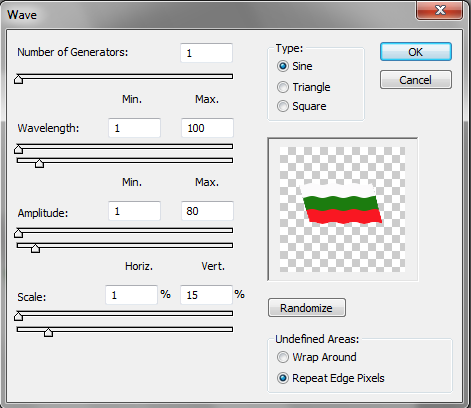 Wave
Number of Generators: 1
Min. Max.
Wavelength: 1 100
Min. Max.
Amplitude: 1 80
Horiz. Vert.
Scale: 1 % 15 %
Type:
Sine
Triangle
Square
OK
Cancel
Randomize
Undefined Areas:
Wrap Around
Repeat Edge Pixels